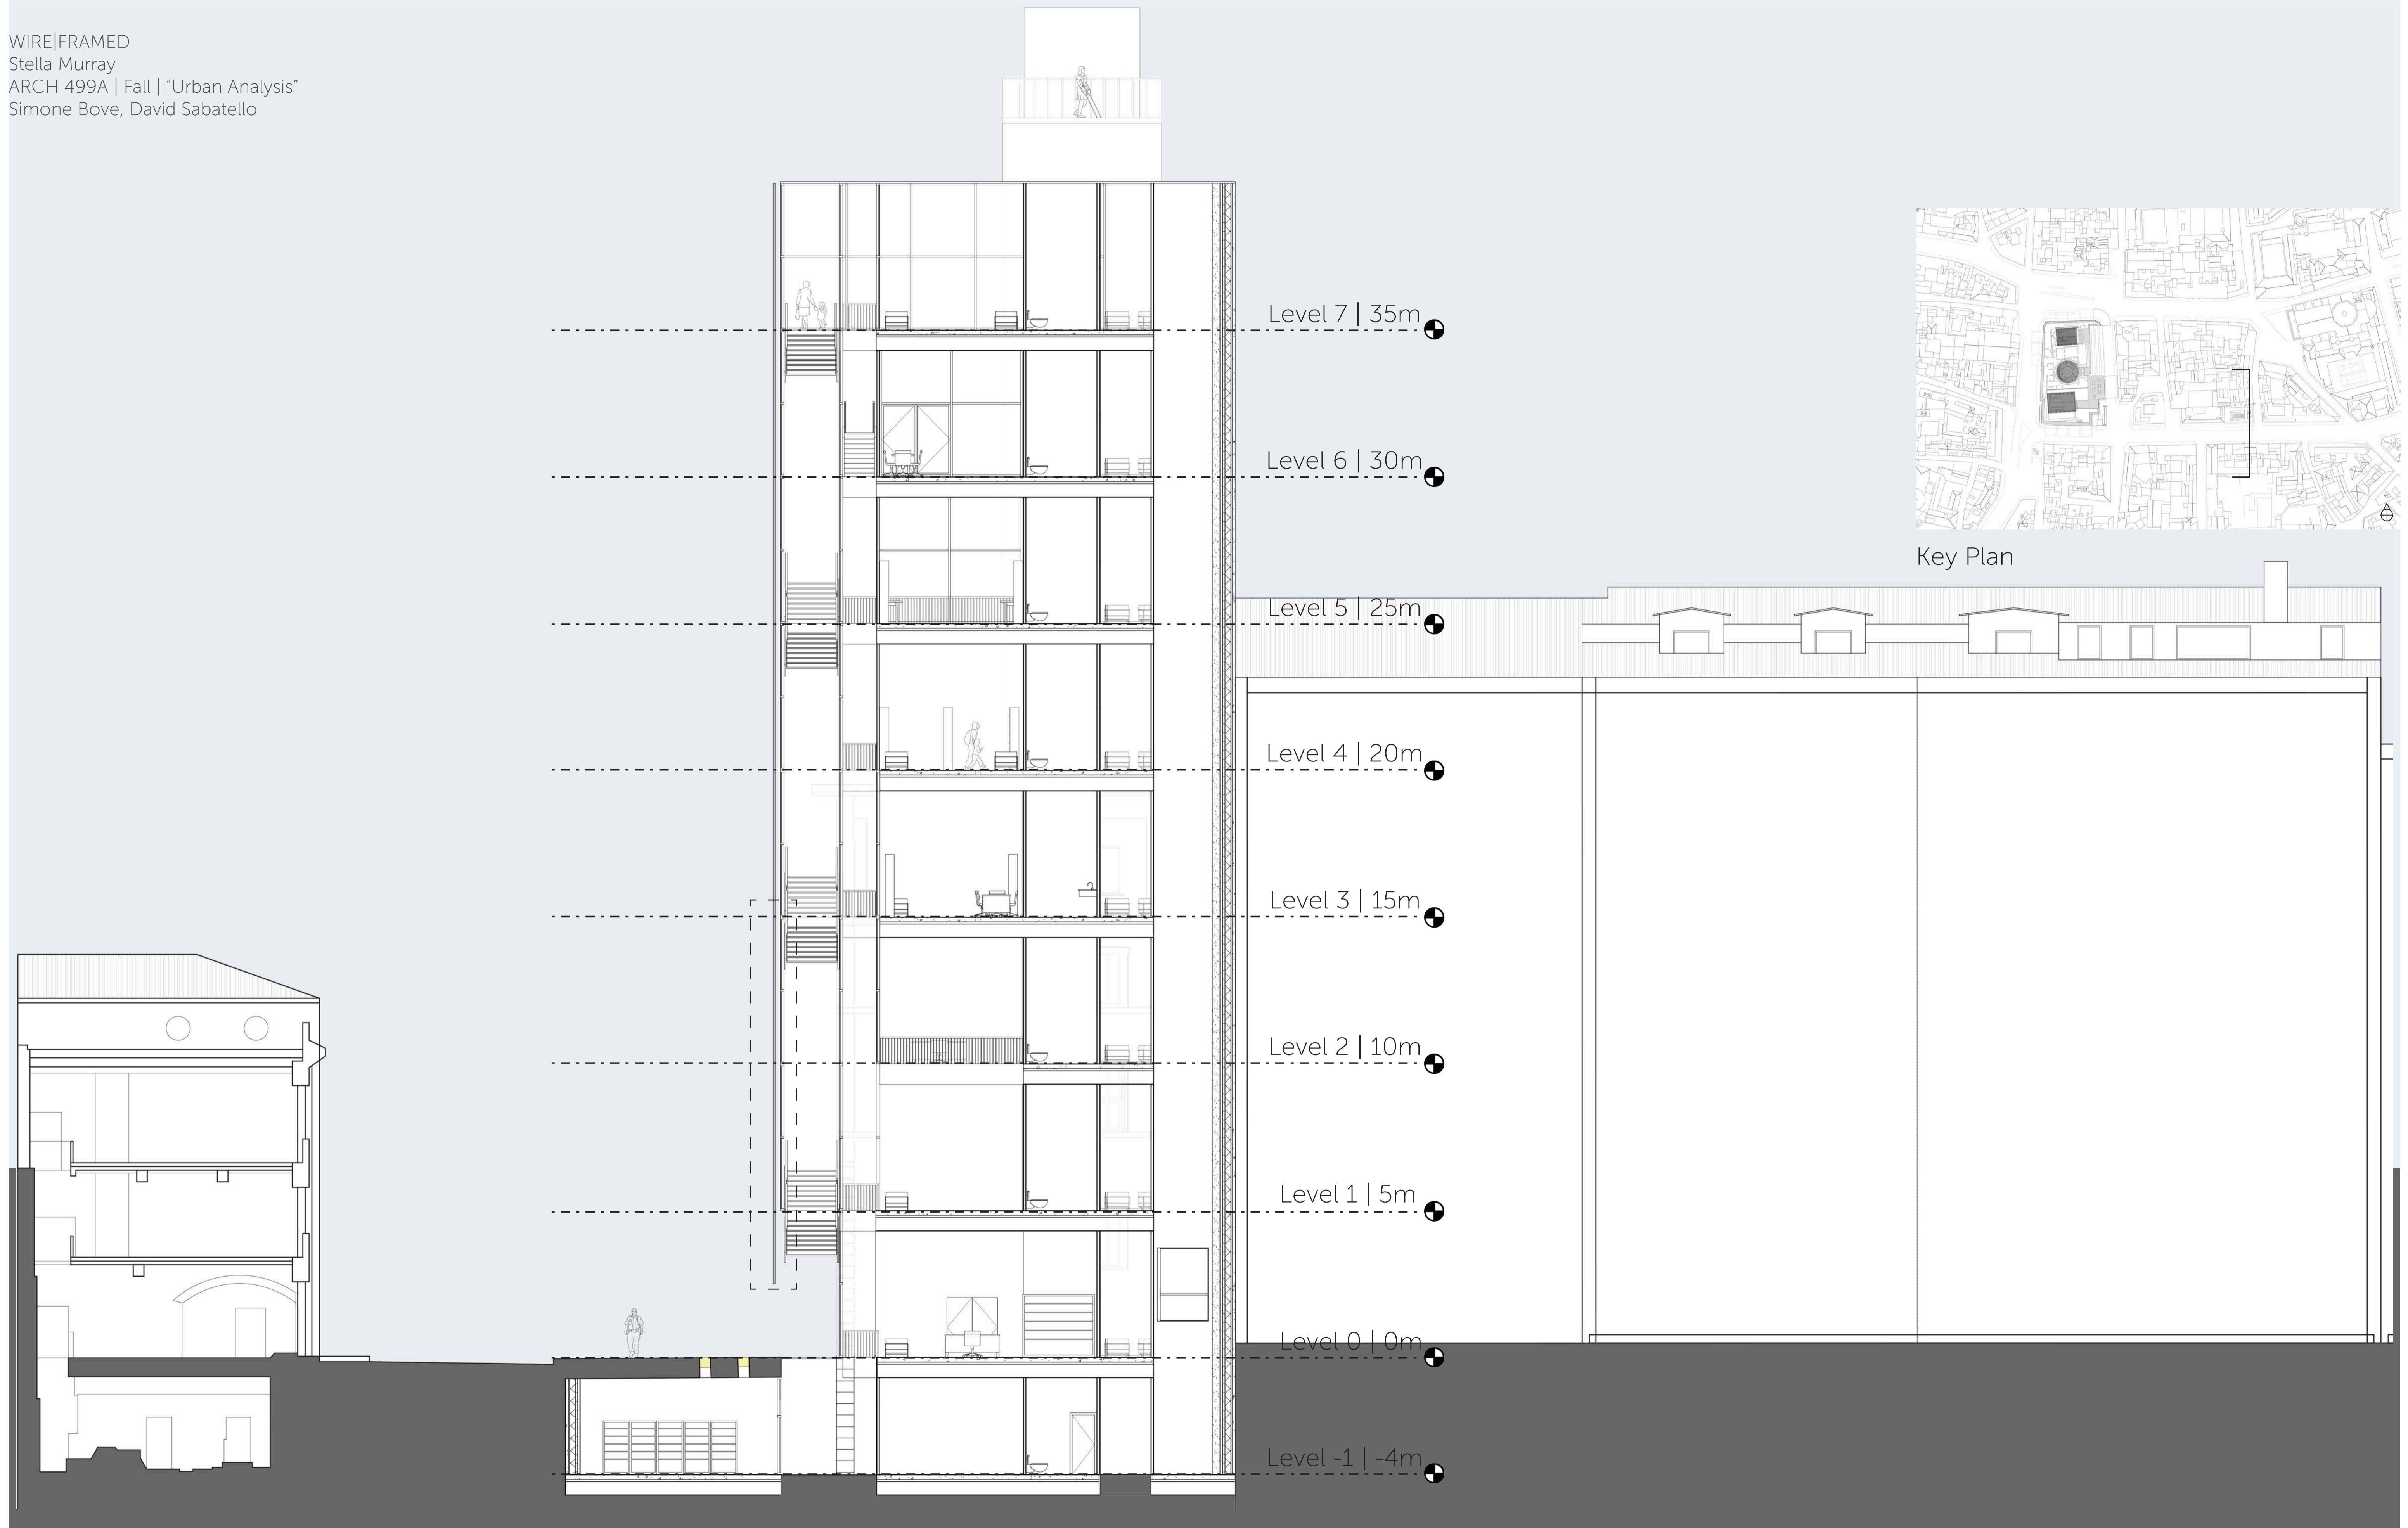 WIRE|FRAMED
Stella Murray
ARCH 499A | Fall | “Urban Analysis”
Simone Bove, David Sabatello
Level 7 | 35m
Level 6 | 30m
Key Plan
Level 5 | 25m
Level 4 | 20m
Level 3 | 15m
Level 2 | 10m
Level 1 | 5m
Level 0 | 0m
Level -1 | -4m